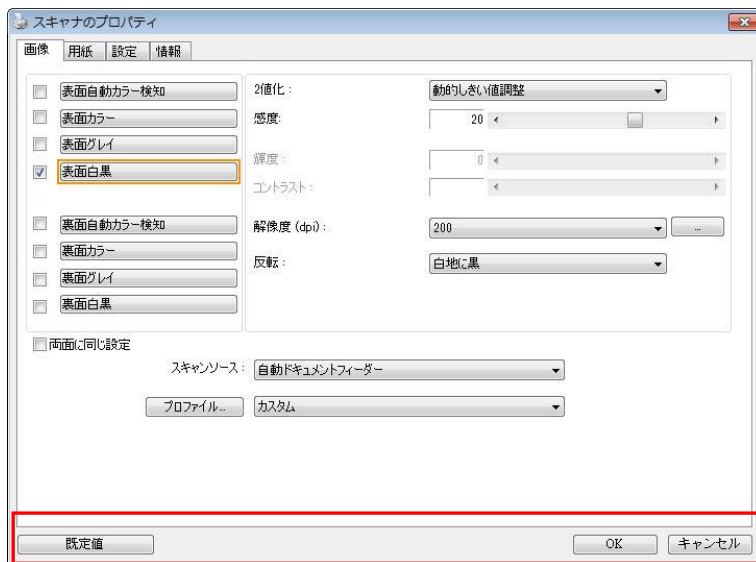 スキャナのプロパティ
画像 用紙 設定 情報
表面自動カラー検知
表面カラー
表面グレイ
表面白黒
裏面自動カラー検知
裏面カラー
裏面グレイ
裏面白黒
2値化: 動的しきい値調整
感度: 20
輝度: 0
コントラスト:
解像度 (dpi): 200 ...
反転: 白地に黒
両面に同じ設定
スキャンソース: 自動ドキュメントフィーダー
プロファイル... カスタム
既定値 OK キャンセル